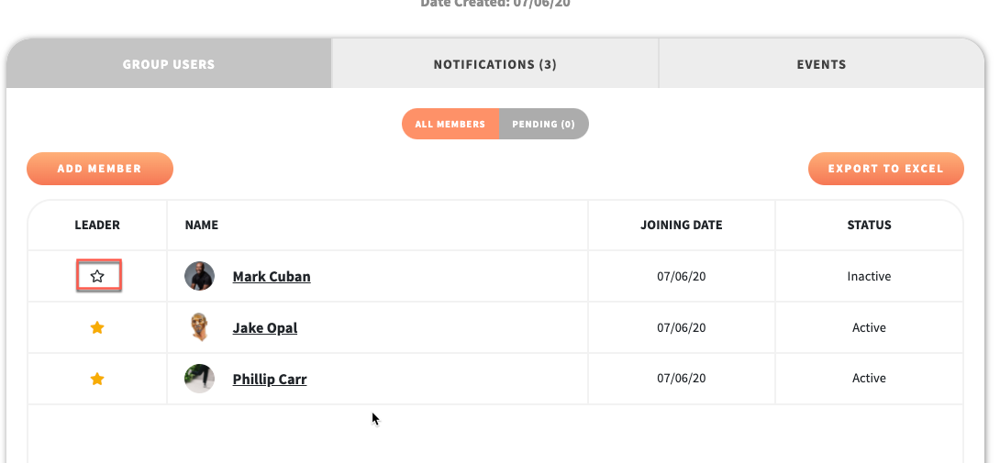 Date Created: 07/06/20
GROUP USERS NOTIFICATIONS (3) EVENTS
ALL MEMBERS PENDING (0)
ADD MEMBER EXPORT TO EXCEL
LEADER NAME JOINING DATE STATUS
Mark Cuban 07/06/20 Inactive
Jake Opal 07/06/20 Active
Phillip Carr 07/06/20 Active